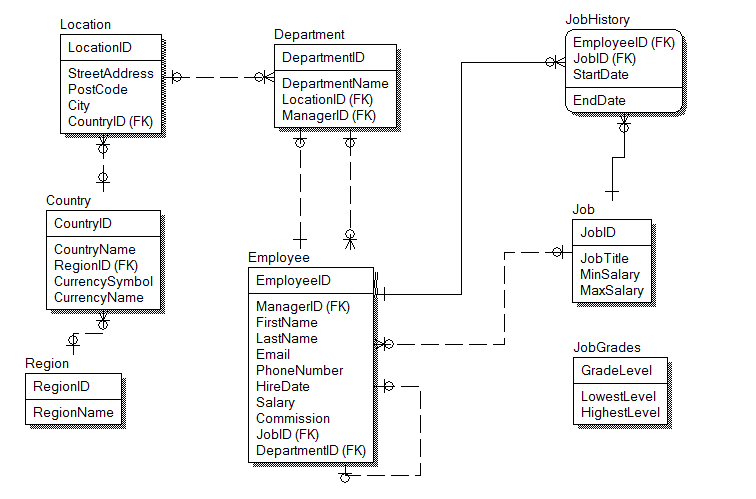 Location
LocationID
StreetAddress
PostCode
City
CountryID (FK)
Department
DepartmentID
DepartmentName
LocationID (FK)
ManagerID (FK)
JobHistory
EmployeeID (FK)
JobID (FK)
StartDate
EndDate
Country
CountryID
CountryName
RegionID (FK)
CurrencySymbol
CurrencyName
Employee
EmployeeID
ManagerID (FK)
FirstName
LastName
Email
PhoneNumber
HireDate
Salary
Commission
JobID (FK)
DepartmentID (FK)
Job
JobID
JobTitle
MinSalary
MaxSalary
Region
RegionID
RegionName
JobGrades
GradeLevel
LowestLevel
HighestLevel